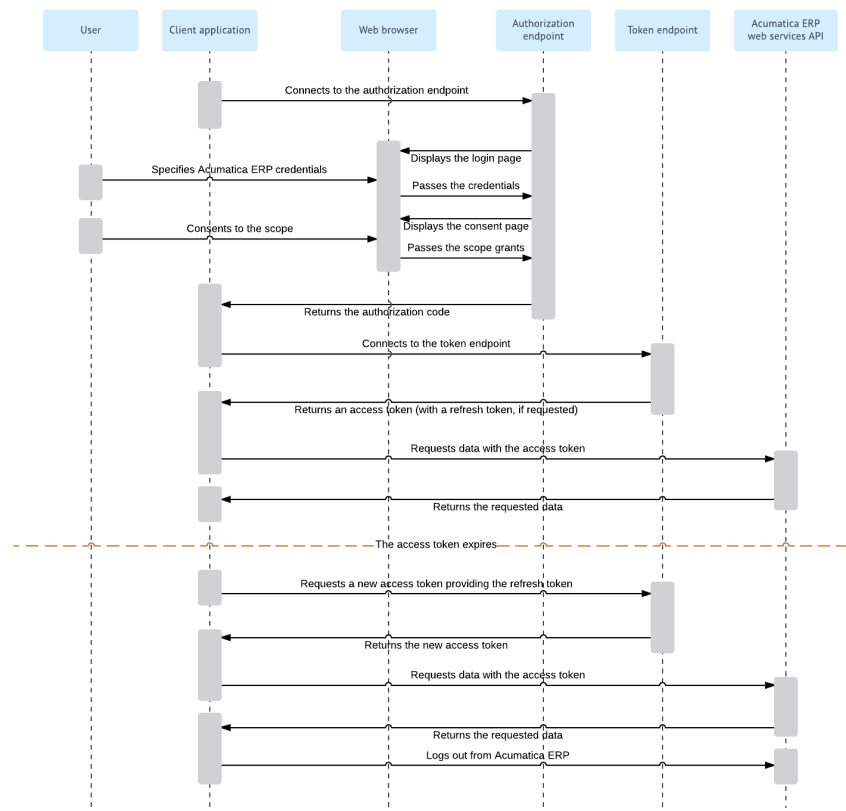 User
Client application
Web browser
Authorization
endpoint
Token endpoint
Acumatica ERP
web services API
Connects to the authorization endpoint
Displays the login page
Specifies Acumatica ERP credentials
Passes the credentials
Displays the consent page
Consents to the scope
Passes the scope grants
Returns the authorization code
Connects to the token endpoint
Returns an access token (with a refresh token, if requested)
Requests data with the access token
Returns the requested data
The access token expires
Requests a new access token providing the refresh token
Returns the new access token
Requests data with the access token
Returns the requested data
Logs out from Acumatica ERP